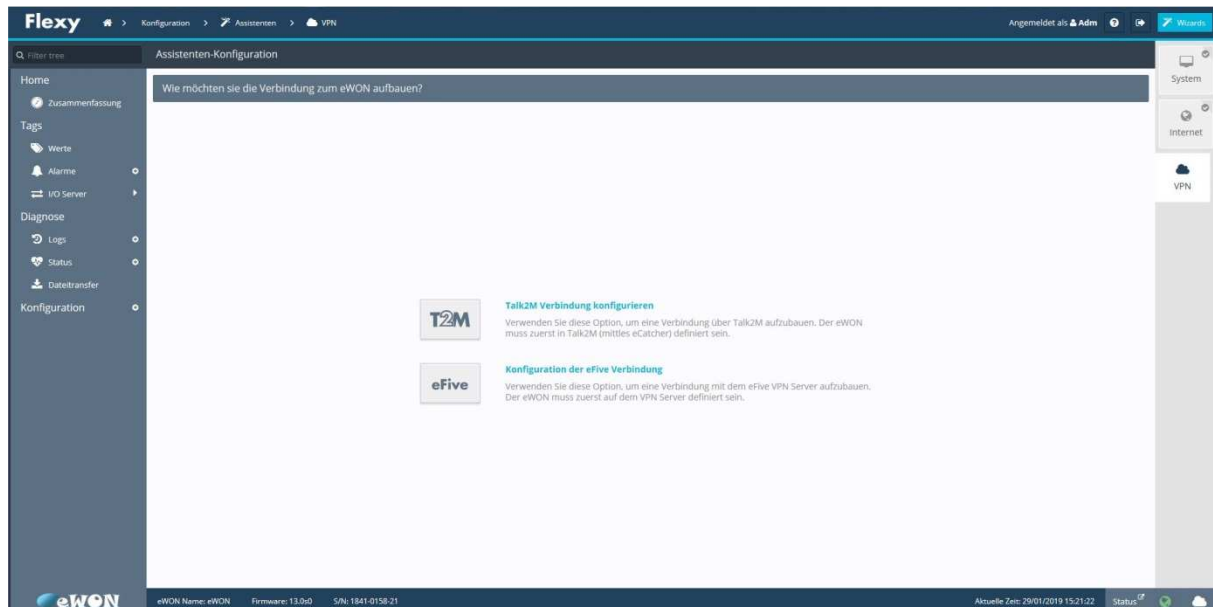 Flexy > Konfiguration > Assistenten > VPN Angemeldet als Adm Wizards
Filter tree
Assistenten-Konfiguration
Home
Zusammenfassung
Tags
Werte
Alarme
I/O Server
Diagnose
Logs
Status
Dateitransfer
Konfiguration
Wie möchten sie die Verbindung zum eWON aufbauen?
T2M
Talk2M Verbindung konfigurieren
Verwenden Sie diese Option, um eine Verbindung über Talk2M aufzubauen. Der eWON
muss zuerst in Talk2M (mittles eCatcher) definiert sein.
eFive
Konfiguration der eFive Verbindung
Verwenden Sie diese Option, um eine Verbindung mit dem eFive VPN Server aufzubauen.
Der eWON muss zuerst auf dem VPN Server definiert sein.
System
Internet
VPN
eWON
eWON Name: eWON Firmware: 13.0s0 S/N: 1841-0158-21 Aktuelle Zeit: 29/01/2019 15:21:22 Status